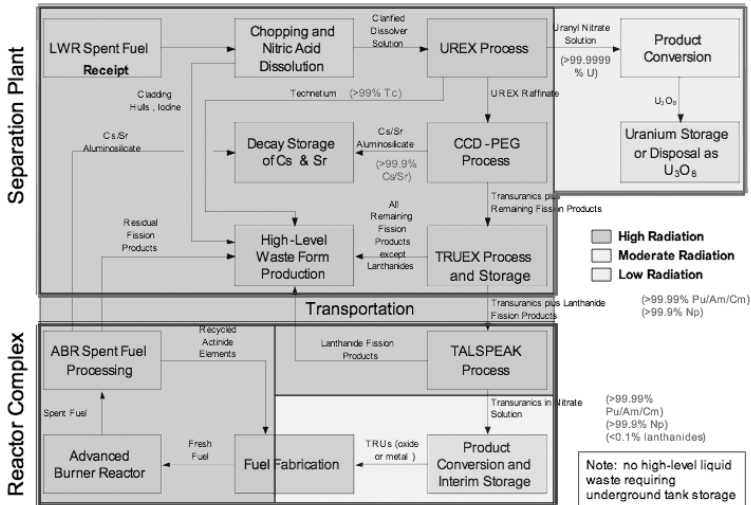 Separation Plant
LWR Spent Fuel
Receipt
Chopping and
Nitric Acid
Dissolution
Clarified
Dissolver
Solution
UREX Process
Uranyl Nitrate
Solution
(>99.9999
% U)
Product
Conversion
Cladding
Hulls , Iodine
Technetium (>99% Tc)
UREX Raffinate
U3O8
Cs/Sr
Aluminosilicate
Decay Storage
of Cs & Sr
Cs/Sr
Aluminosilicate
(>99.9%
Cs/Sr)
CCD -PEG
Process
Uranium Storage
or Disposal as
U3O8
Transuranics plus
Remaining Fission Products
Residual
Fission
Products
High -Level
Waste Form
Production
All
Remaining
Fission
Products
except
Lanthanides
TRUEX Process
and Storage
High Radiation
Moderate Radiation
Low Radiation
Transportation
Transuranics plus Lanthanide
Fission Products
(>99.99% Pu/Am/Cm)
(>99.9% Np)
Reactor Complex
ABR Spent Fuel
Processing
Recycled
Actinide
Elements
Lanthanide Fission
Products
TALSPEAK
Process
Spent Fuel
Transuranics in Nitrate
Solution
(>99.99%
Pu/Am/Cm)
(>99.9% Np)
(<0.1% lanthanides)
Advanced
Burner Reactor
Fresh
Fuel
Fuel Fabrication
TRUs (oxide
or metal )
Product
Conversion and
Interim Storage
Note: no high-level liquid
waste requiring
underground tank storage